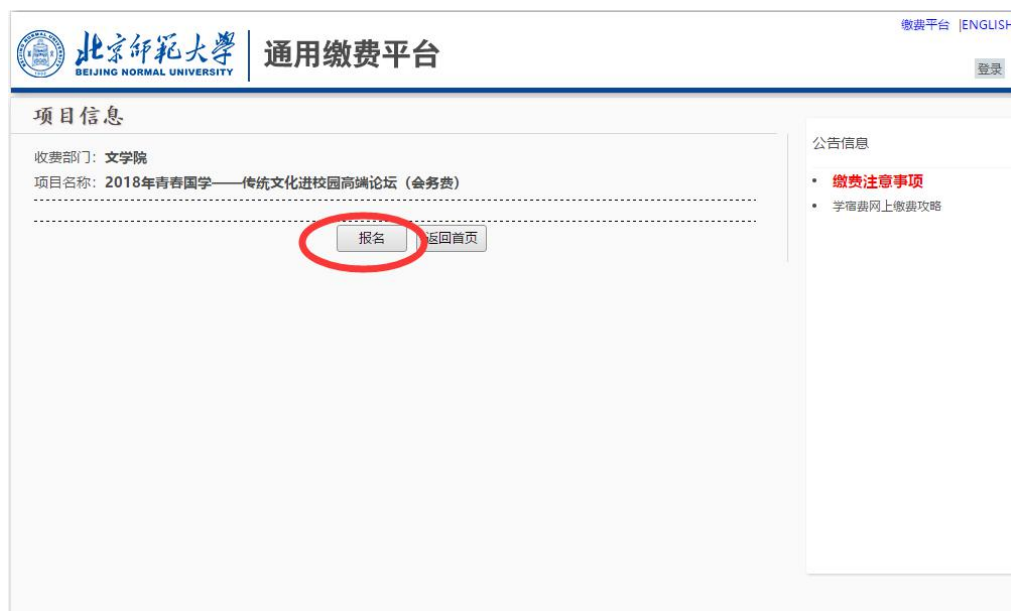 缴费平台 |ENGLISH
北京师范大学
BEIJING NORMAL UNIVERSITY
通用缴费平台
登录
项目信息
收费部门：文学院
项目名称：2018年青春国学——传统文化进校园高端论坛（会务费）
报名
返回首页
公告信息
• 缴费注意事项
• 学宿费网上缴费攻略